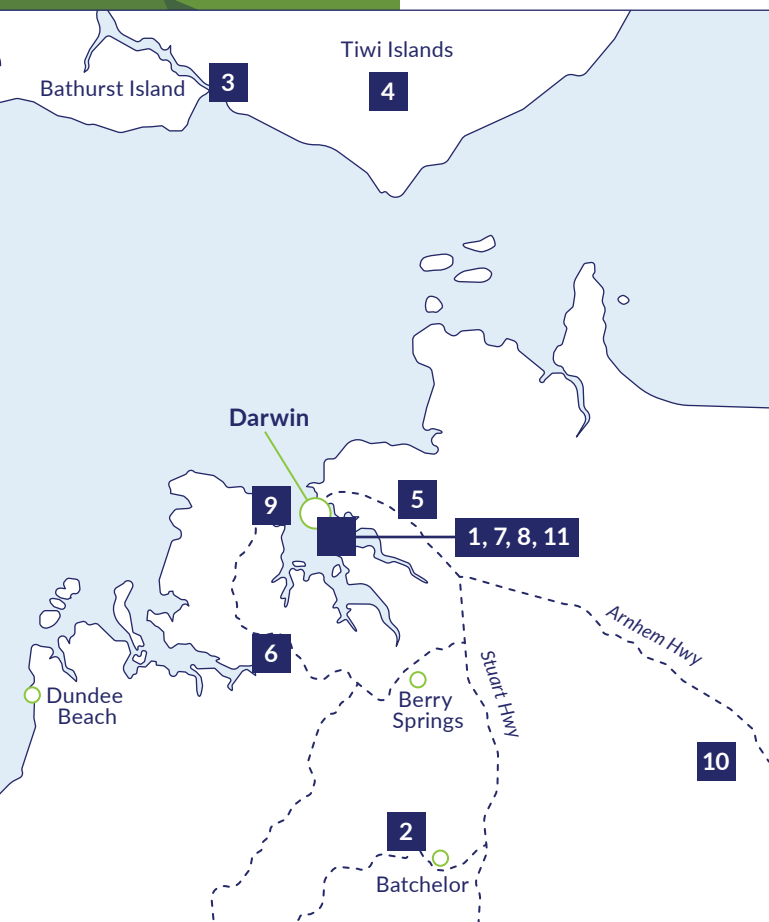 Tiwi Islands
Bathurst Island
3
4
Darwin
9
5
1, 7, 8, 11
Arnhem Hwy
6
Stuart Hwy
Dundee
Beach
Berry
Springs
10
2
Batchelor